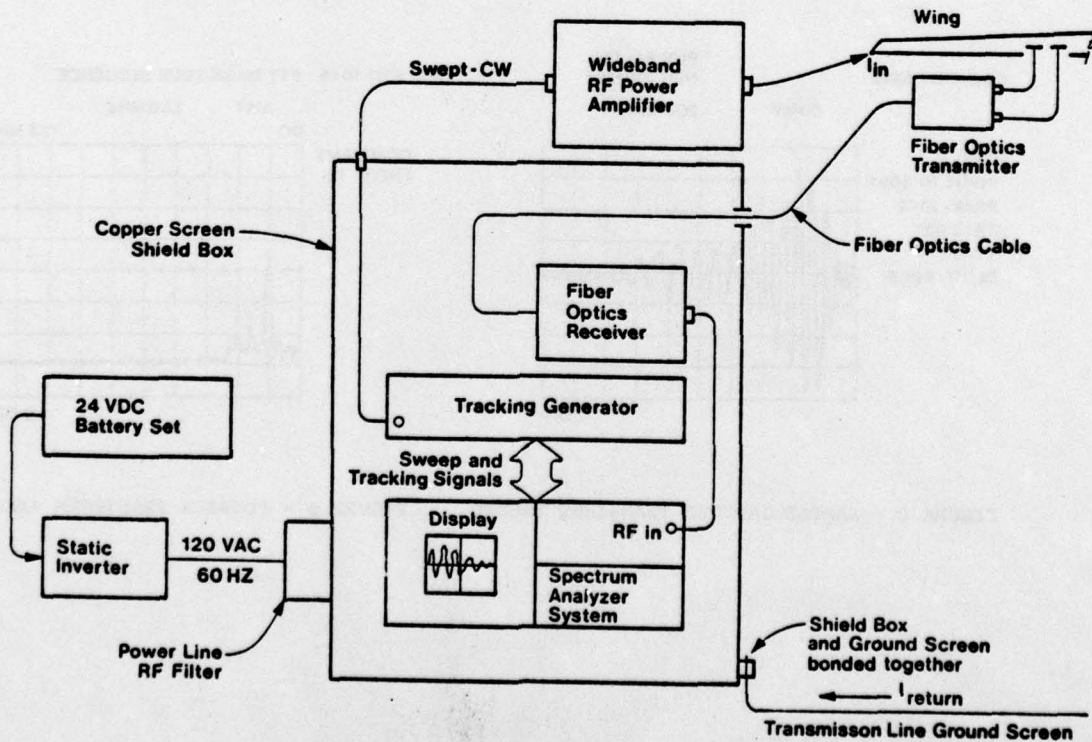 Wing
Swept-CW
Wideband
RF Power
Amplifier
Iin
Fiber Optics
Transmitter
Copper Screen
Shield Box
Fiber Optics Cable
Fiber
Optics
Receiver
24 VDC
Battery Set
Tracking Generator
Sweep and
Tracking Signals
Display
RF in
Static
Inverter
120 VAC
60 HZ
Spectrum
Analyzer
System
Power Line
RF Filter
Shield Box
and Ground Screen
bonded together
Ireturn
Transmisson Line Ground Screen